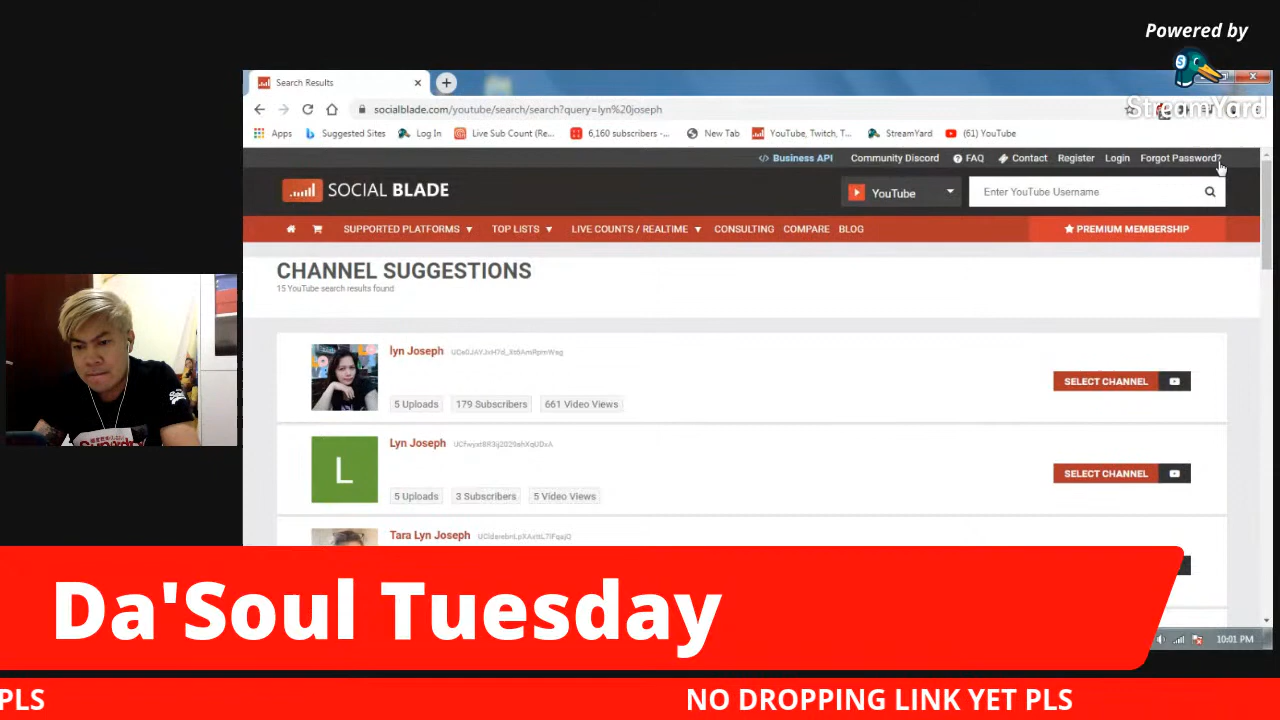 Powered by
StreamYard
Search Results
socialblade.com/youtube/search/search?query=lyn%20joseph
Apps Suggested Sites Log In Live Sub Count (Re... 6,160 subscribers -... New Tab YouTube, Twitch, T... StreamYard (61) YouTube
Business API Community Discord FAQ Contact Register Login Forgot Password?
SOCIAL BLADE YouTube Enter YouTube Username
SUPPORTED PLATFORMS TOP LISTS LIVE COUNTS / REALTIME CONSULTING COMPARE BLOG PREMIUM MEMBERSHIP
CHANNEL SUGGESTIONS
15 YouTube search results found
lyn Joseph
SELECT CHANNEL
5 Uploads 179 Subscribers 661 Video Views
L
Lyn Joseph
SELECT CHANNEL
5 Uploads 3 Subscribers 5 Video Views
Tara Lyn Joseph
Da'Soul Tuesday
10:01 PM
PLS NO DROPPING LINK YET PLS